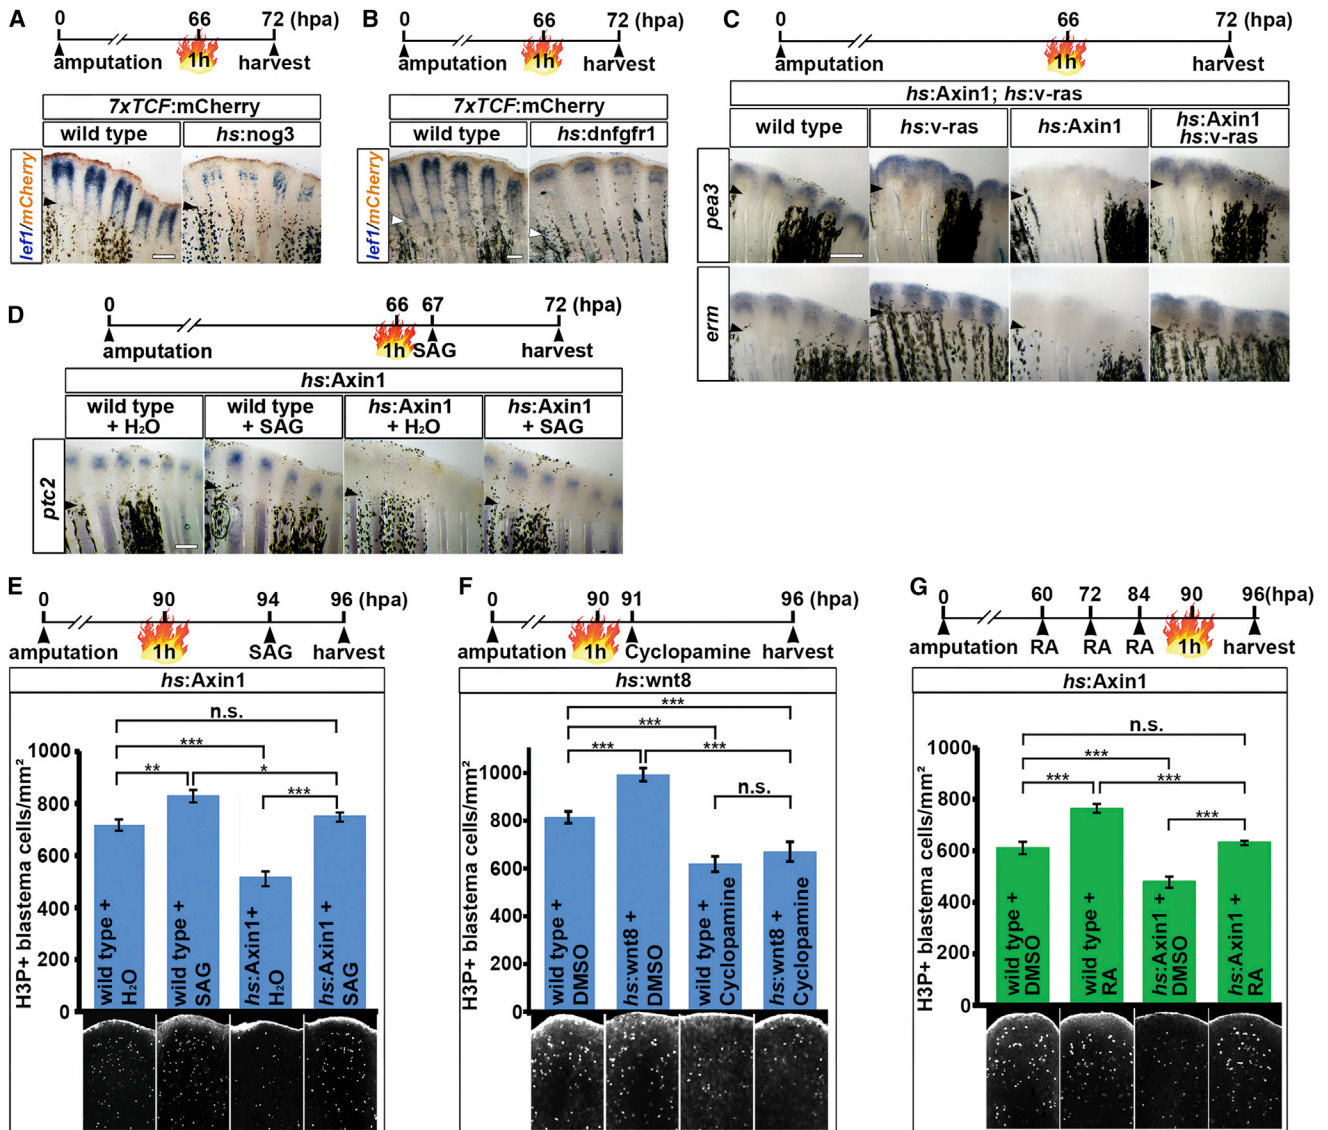 A
0 66 72 (hpa)
1h
amputation harvest
7xTCF:mCherry
wild type hs:nog3
lef1/mCherry
B
0 66 72 (hpa)
1h
amputation harvest
7xTCF:mCherry
wild type hs:dnfgfr1
lef1/mCherry
C
0 66 72 (hpa)
1h
amputation harvest
hs:Axin1; hs:v-ras
wild type hs:v-ras hs:Axin1 hs:Axin1
hs:v-ras
pea3
erm
D
0 66 67 72 (hpa)
1h
amputation SAG harvest
hs:Axin1
wild type wild type hs:Axin1 hs:Axin1
+ H₂O + SAG + H₂O + SAG
ptc2
E
0 90 94 96 (hpa)
1h
amputation SAG harvest
hs:Axin1
n.s.
***
** *
***
H3P+ blastema cells/mm²
1000
800
600
400
200
0
wild type +
H₂O
wild type +
SAG
hs:Axin1+
H₂O
hs:Axin1 +
SAG
F
0 90 91 96 (hpa)
1h
amputation Cyclopamine harvest
hs:wnt8
***
***
*** ***
n.s.
H3P+ blastema cells/mm²
1000
800
600
400
200
0
wild type +
DMSO
hs:wnt8 +
DMSO
wild type +
Cyclopamine
hs:wnt8 +
Cyclopamine
G
0 60 72 84 90 96(hpa)
1h
amputation RA RA RA harvest
hs:Axin1
n.s.
***
*** ***
***
H3P+ blastema cells/mm²
1000
800
600
400
200
0
wild type +
DMSO
wild type +
RA
hs:Axin1 +
DMSO
hs:Axin1 +
RA